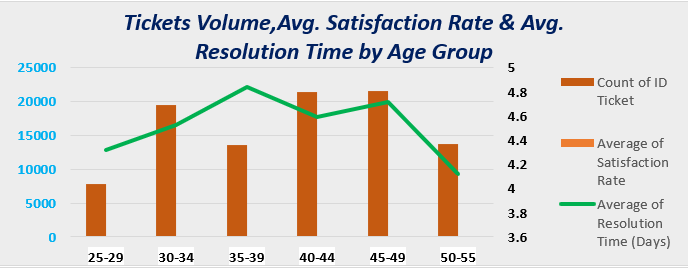 Tickets Volume,Avg. Satisfaction Rate & Avg.
Resolution Time by Age Group
25000
20000
15000
10000
5000
0
5
4.8
4.6
4.4
4.2
4
3.8
3.6
25-29 30-34 35-39 40-44 45-49 50-55
Count of ID
Ticket
Average of
Satisfaction
Rate
Average of
Resolution
Time (Days)